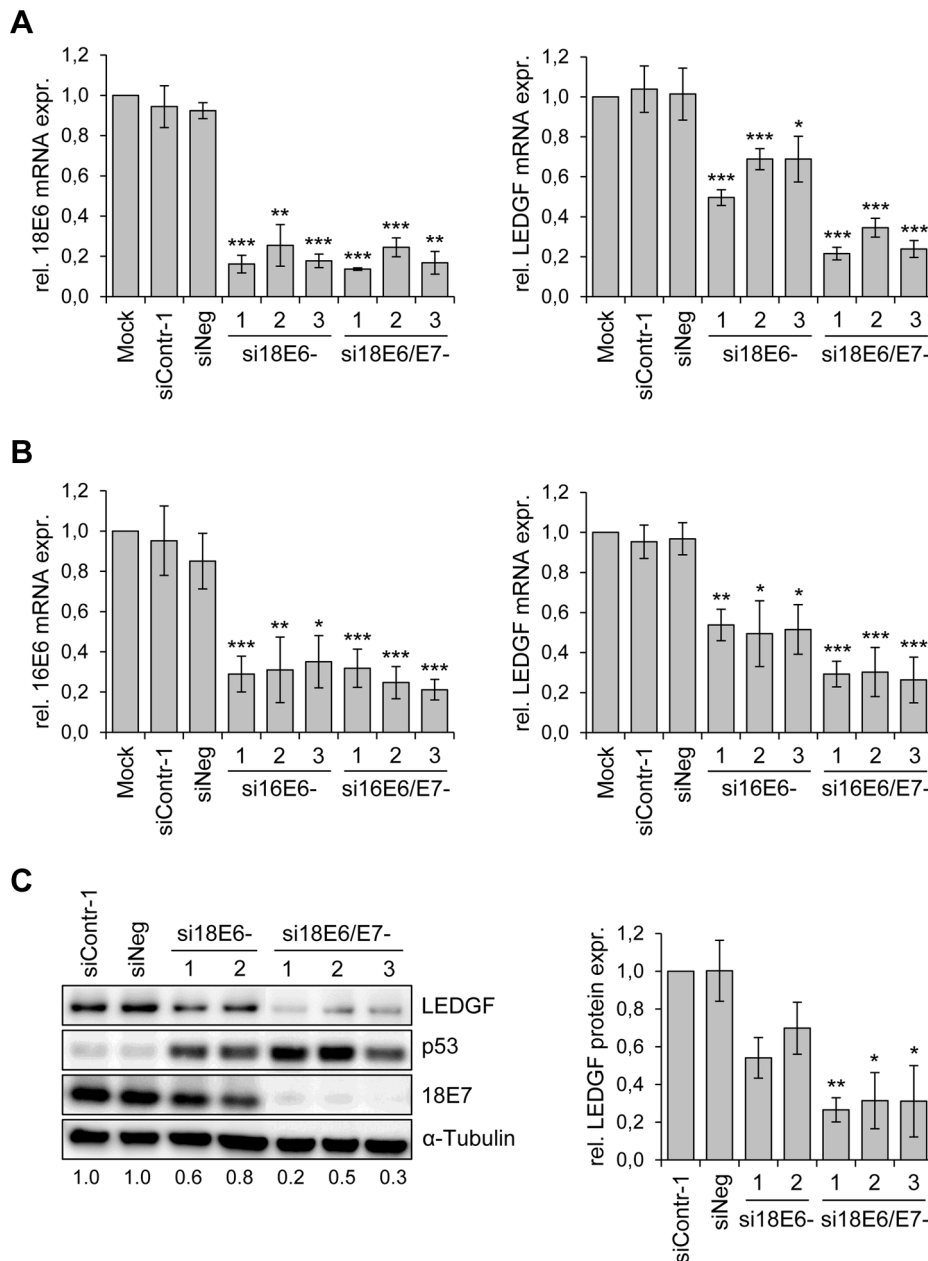 A
rel. 18E6 mRNA expr.
1,2
1,0
0,8
0,6
0,4
0,2
0,0
*** ** *** *** *** **
Mock siContr-1 siNeg 1 2 3 1 2 3
si18E6- si18E6/E7-
rel. LEDGF mRNA expr.
1,2
1,0
0,8
0,6
0,4
0,2
0,0
*** *** * *** *** ***
Mock siContr-1 siNeg 1 2 3 1 2 3
si18E6- si18E6/E7-
B
rel. 16E6 mRNA expr.
1,2
1,0
0,8
0,6
0,4
0,2
0,0
*** ** * *** *** ***
Mock siContr-1 siNeg 1 2 3 1 2 3
si16E6- si16E6/E7-
rel. LEDGF mRNA expr.
1,2
1,0
0,8
0,6
0,4
0,2
0,0
** * * *** *** ***
Mock siContr-1 siNeg 1 2 3 1 2 3
si16E6- si16E6/E7-
C
siContr-1 siNeg si18E6- si18E6/E7-
1 2 1 2 3
LEDGF
p53
18E7
α-Tubulin
1.0 1.0 0.6 0.8 0.2 0.5 0.3
rel. LEDGF protein expr.
1,2
1,0
0,8
0,6
0,4
0,2
0,0
** * *
siContr-1 siNeg 1 2 1 2 3
si18E6- si18E6/E7-